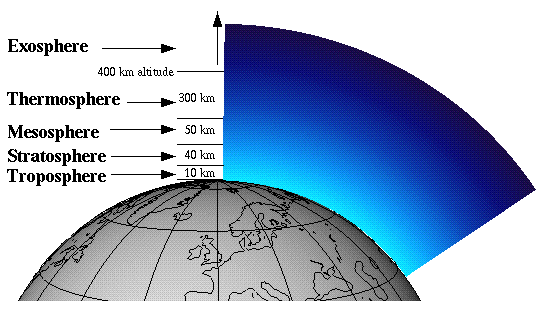 Exosphere
400 km altitude
Thermosphere
300 km
Mesosphere
50 km
Stratosphere
40 km
Troposphere
10 km